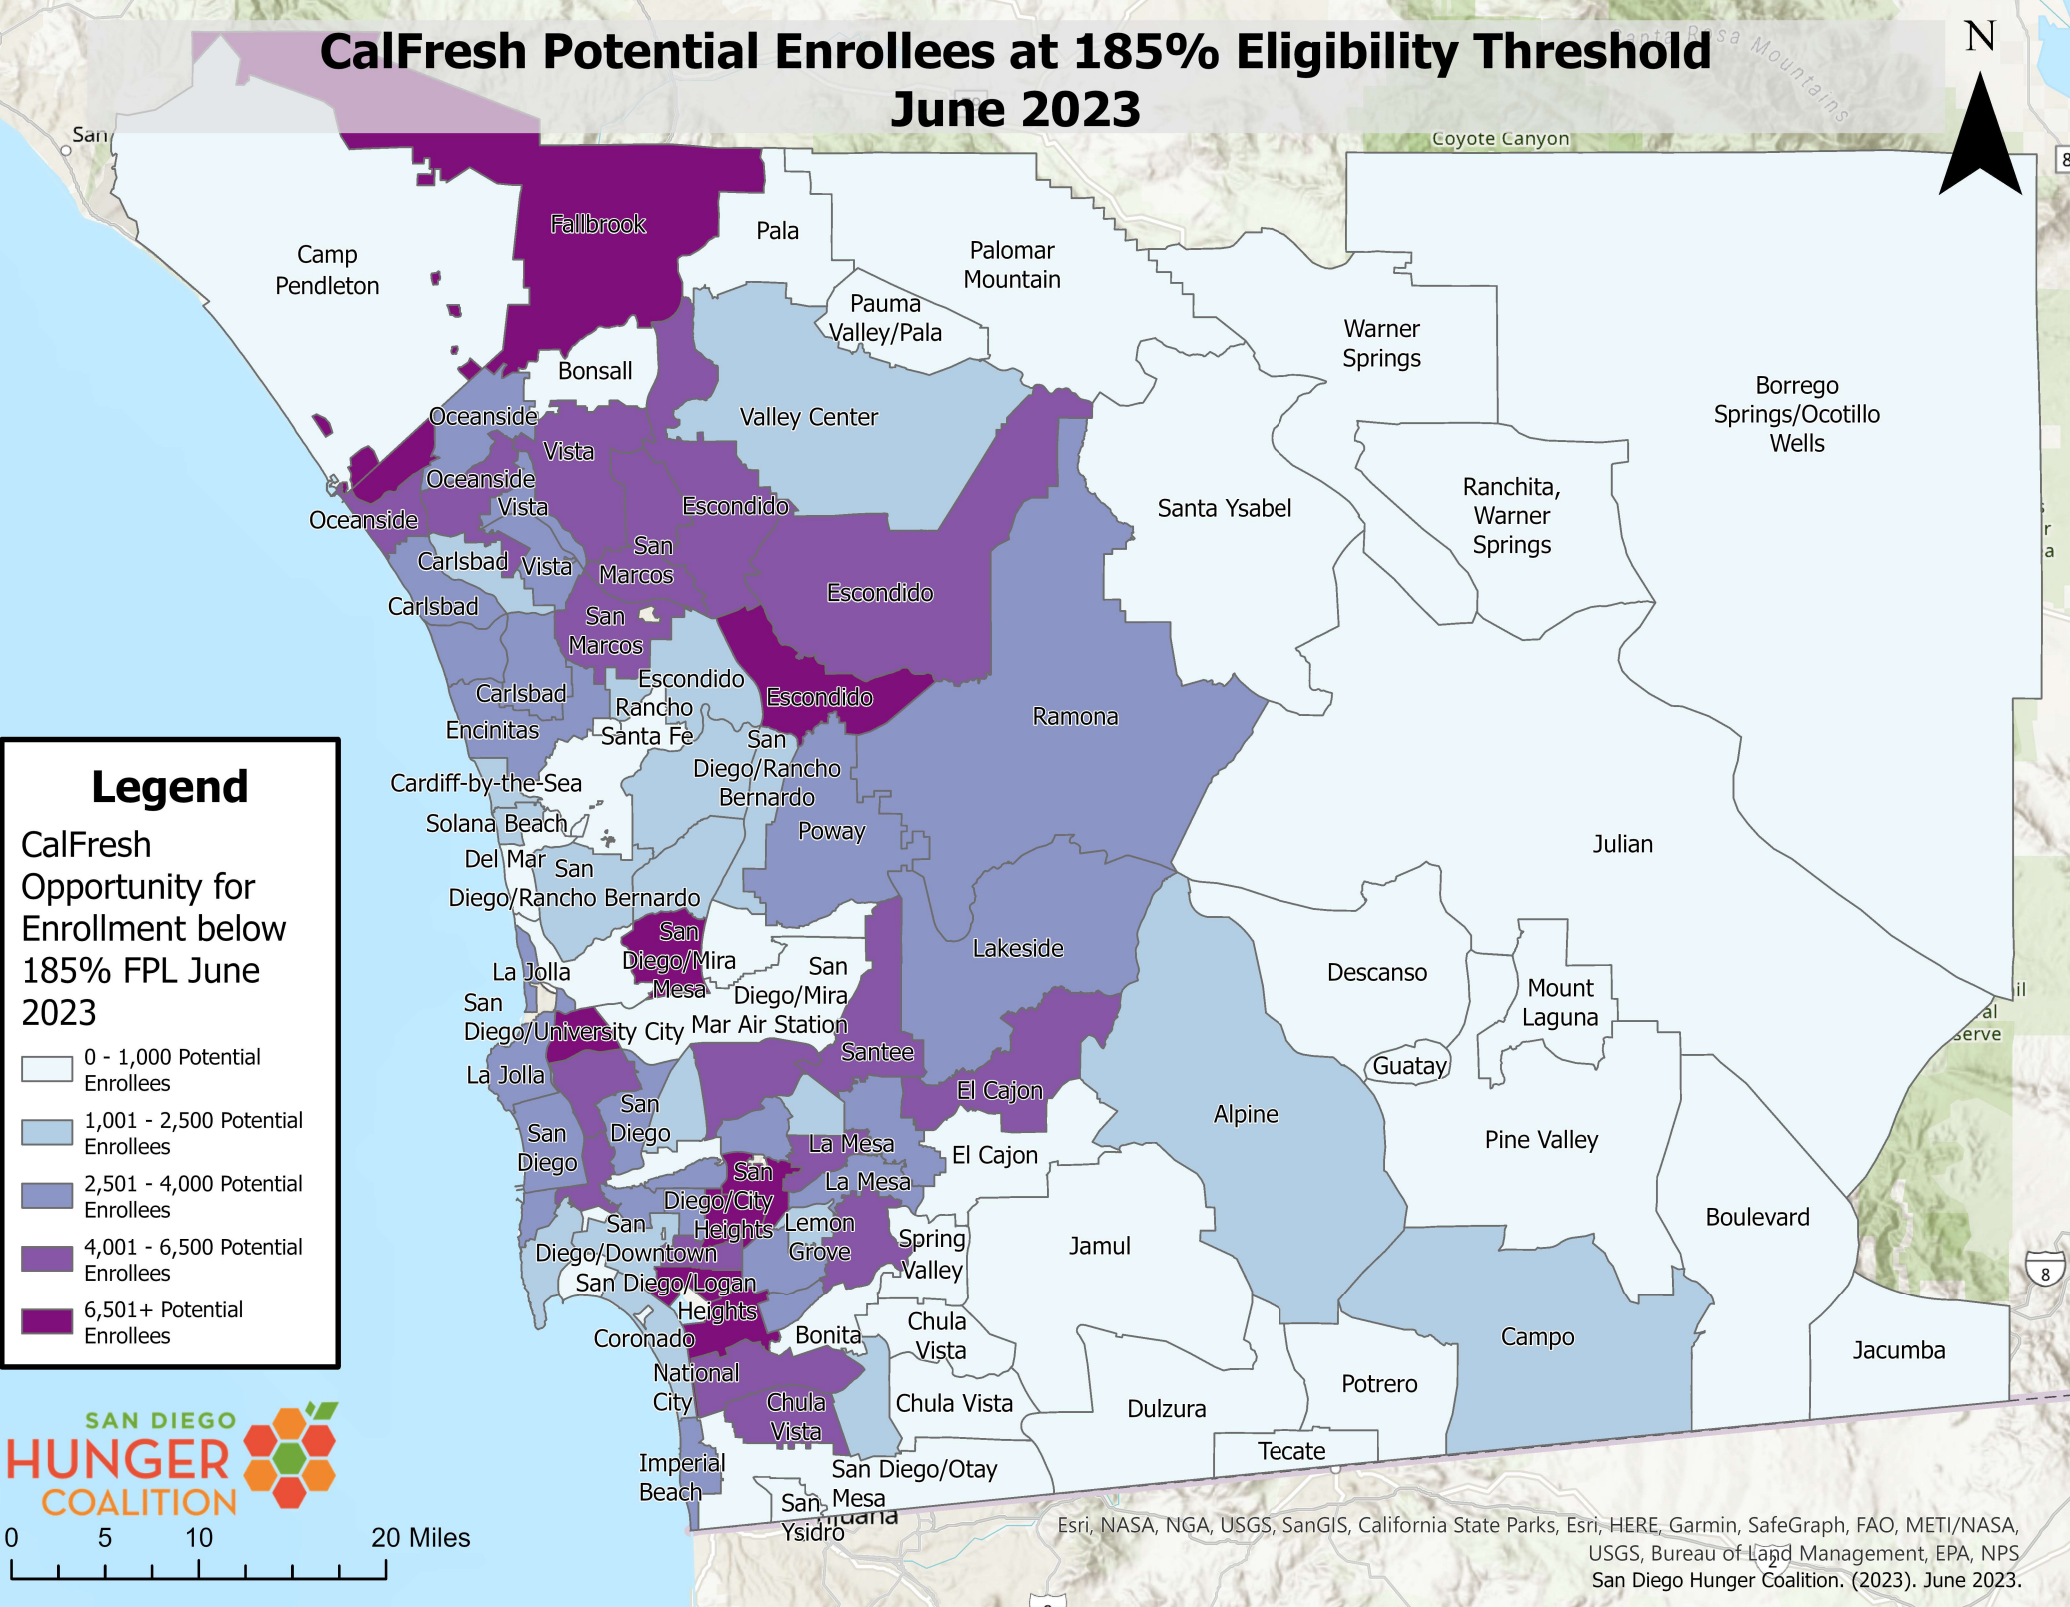 CalFresh Potential Enrollees at 185% Eligibility Threshold
June 2023
N
Santa Rosa Mountains
Coyote Canyon
San
8
Camp
Pendleton
Fallbrook
Pala
Palomar
Mountain
Pauma
Valley/Pala
Warner
Springs
Borrego
Springs/Ocotillo
Wells
Bonsall
Oceanside
Valley Center
Vista
Oceanside
Vista
Oceanside
Escondido
Santa Ysabel
Ranchita,
Warner
Springs
San
Marcos
Carlsbad
Vista
Escondido
Carlsbad
San
Marcos
Escondido
Carlsbad
Escondido
Rancho
Santa Fe
Ramona
Encinitas
San
Diego/Rancho
Bernardo
Cardiff-by-the-Sea
Solana Beach
Poway
Julian
Del Mar
San
Diego/Rancho Bernardo
San
Diego/Mira
Mesa
Lakeside
La Jolla
San
Diego/Mira
Mar Air Station
Descanso
Mount
Laguna
San
Diego/University City
Santee
La Jolla
Guatay
El Cajon
San
Diego
Alpine
San
Diego
La Mesa
El Cajon
Pine Valley
La Mesa
San
Diego/City
Heights
San
Diego/Downtown
Lemon
Grove
Spring
Valley
Jamul
Boulevard
San Diego/Logan
Heights
Coronado
Bonita
Chula
Vista
Campo
Jacumba
National
City
Chula
Vista
Chula Vista
Dulzura
Potrero
Tecate
Imperial
Beach
San Diego/Otay
Mesa
San
Ysidro
8
2
Legend
CalFresh
Opportunity for
Enrollment below
185% FPL June
2023
0 - 1,000 Potential
Enrollees
1,001 - 2,500 Potential
Enrollees
2,501 - 4,000 Potential
Enrollees
4,001 - 6,500 Potential
Enrollees
6,501+ Potential
Enrollees
SAN DIEGO
HUNGER
COALITION
0 5 10 20 Miles
Esri, NASA, NGA, USGS, SanGIS, California State Parks, Esri, HERE, Garmin, SafeGraph, FAO, METI/NASA,
USGS, Bureau of Land Management, EPA, NPS
San Diego Hunger Coalition. (2023). June 2023.